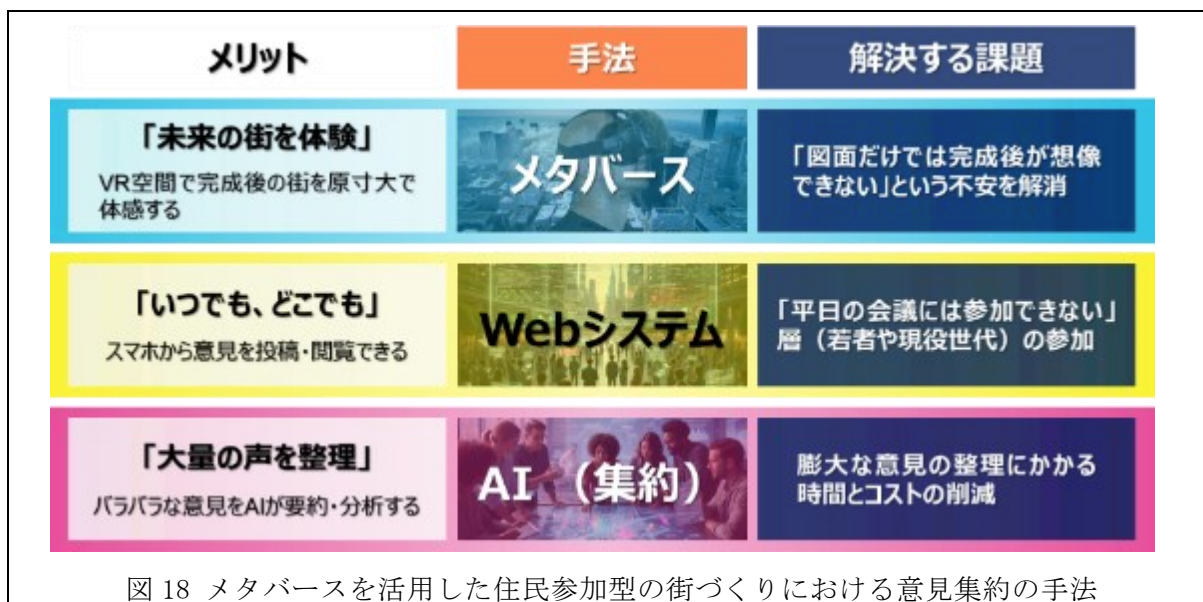 メリット
手法
解決する課題
「未来の街を体験」
VR空間で完成後の街を原寸大で
体感する
メタバース
「図面だけでは完成後が想像
できない」という不安を解消
「いつでも、どこでも」
スマホから意見を投稿・閲覧できる
Webシステム
「平日の会議には参加できない」
層（若者や現役世代）の参加
「大量の声を整理」
バラバラな意見をAIが要約・分析する
AI （集約）
膨大な意見の整理にかかる
時間とコストの削減
図 18 メタバースを活用した住民参加型の街づくりにおける意見集約の手法